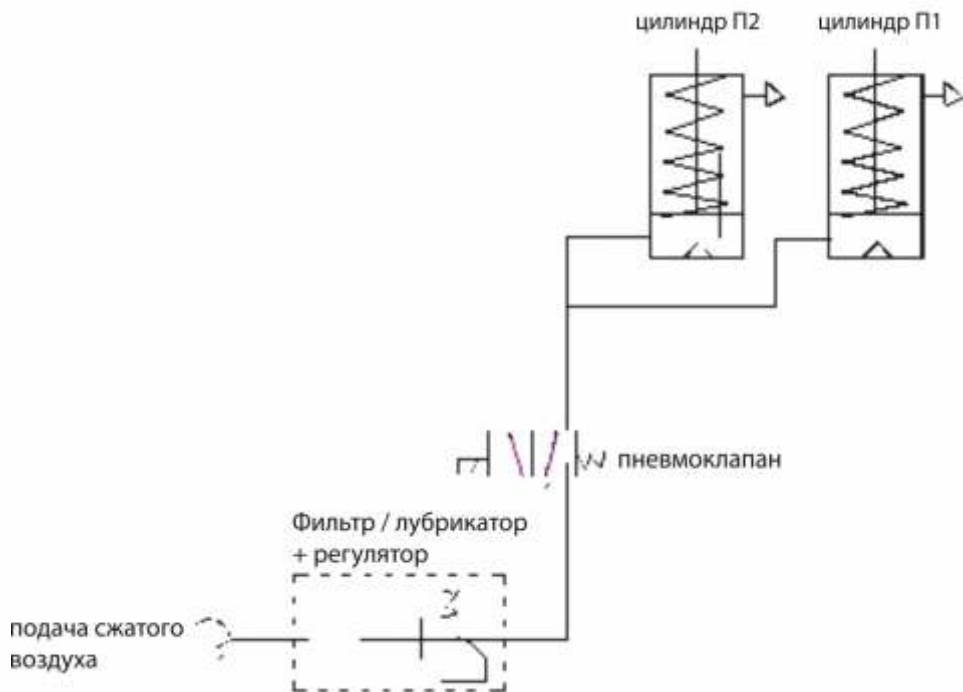 цилиндр П2
цилиндр П1
пневмоклапан
Фильтр / лубрикатор
+ регулятор
подача сжатого
воздуха